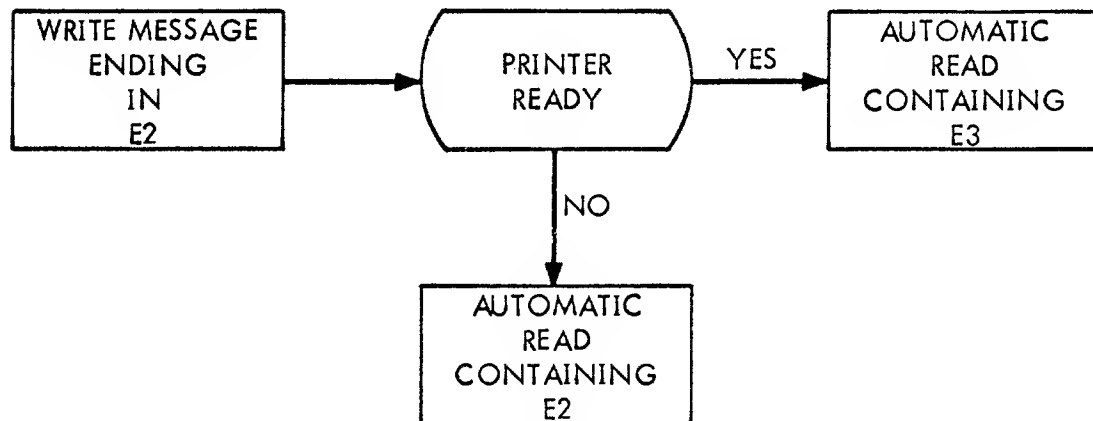 WRITE MESSAGE
ENDING
IN
E2
PRINTER
READY
YES
AUTOMATIC
READ
CONTAINING
E3
NO
AUTOMATIC
READ
CONTAINING
E2